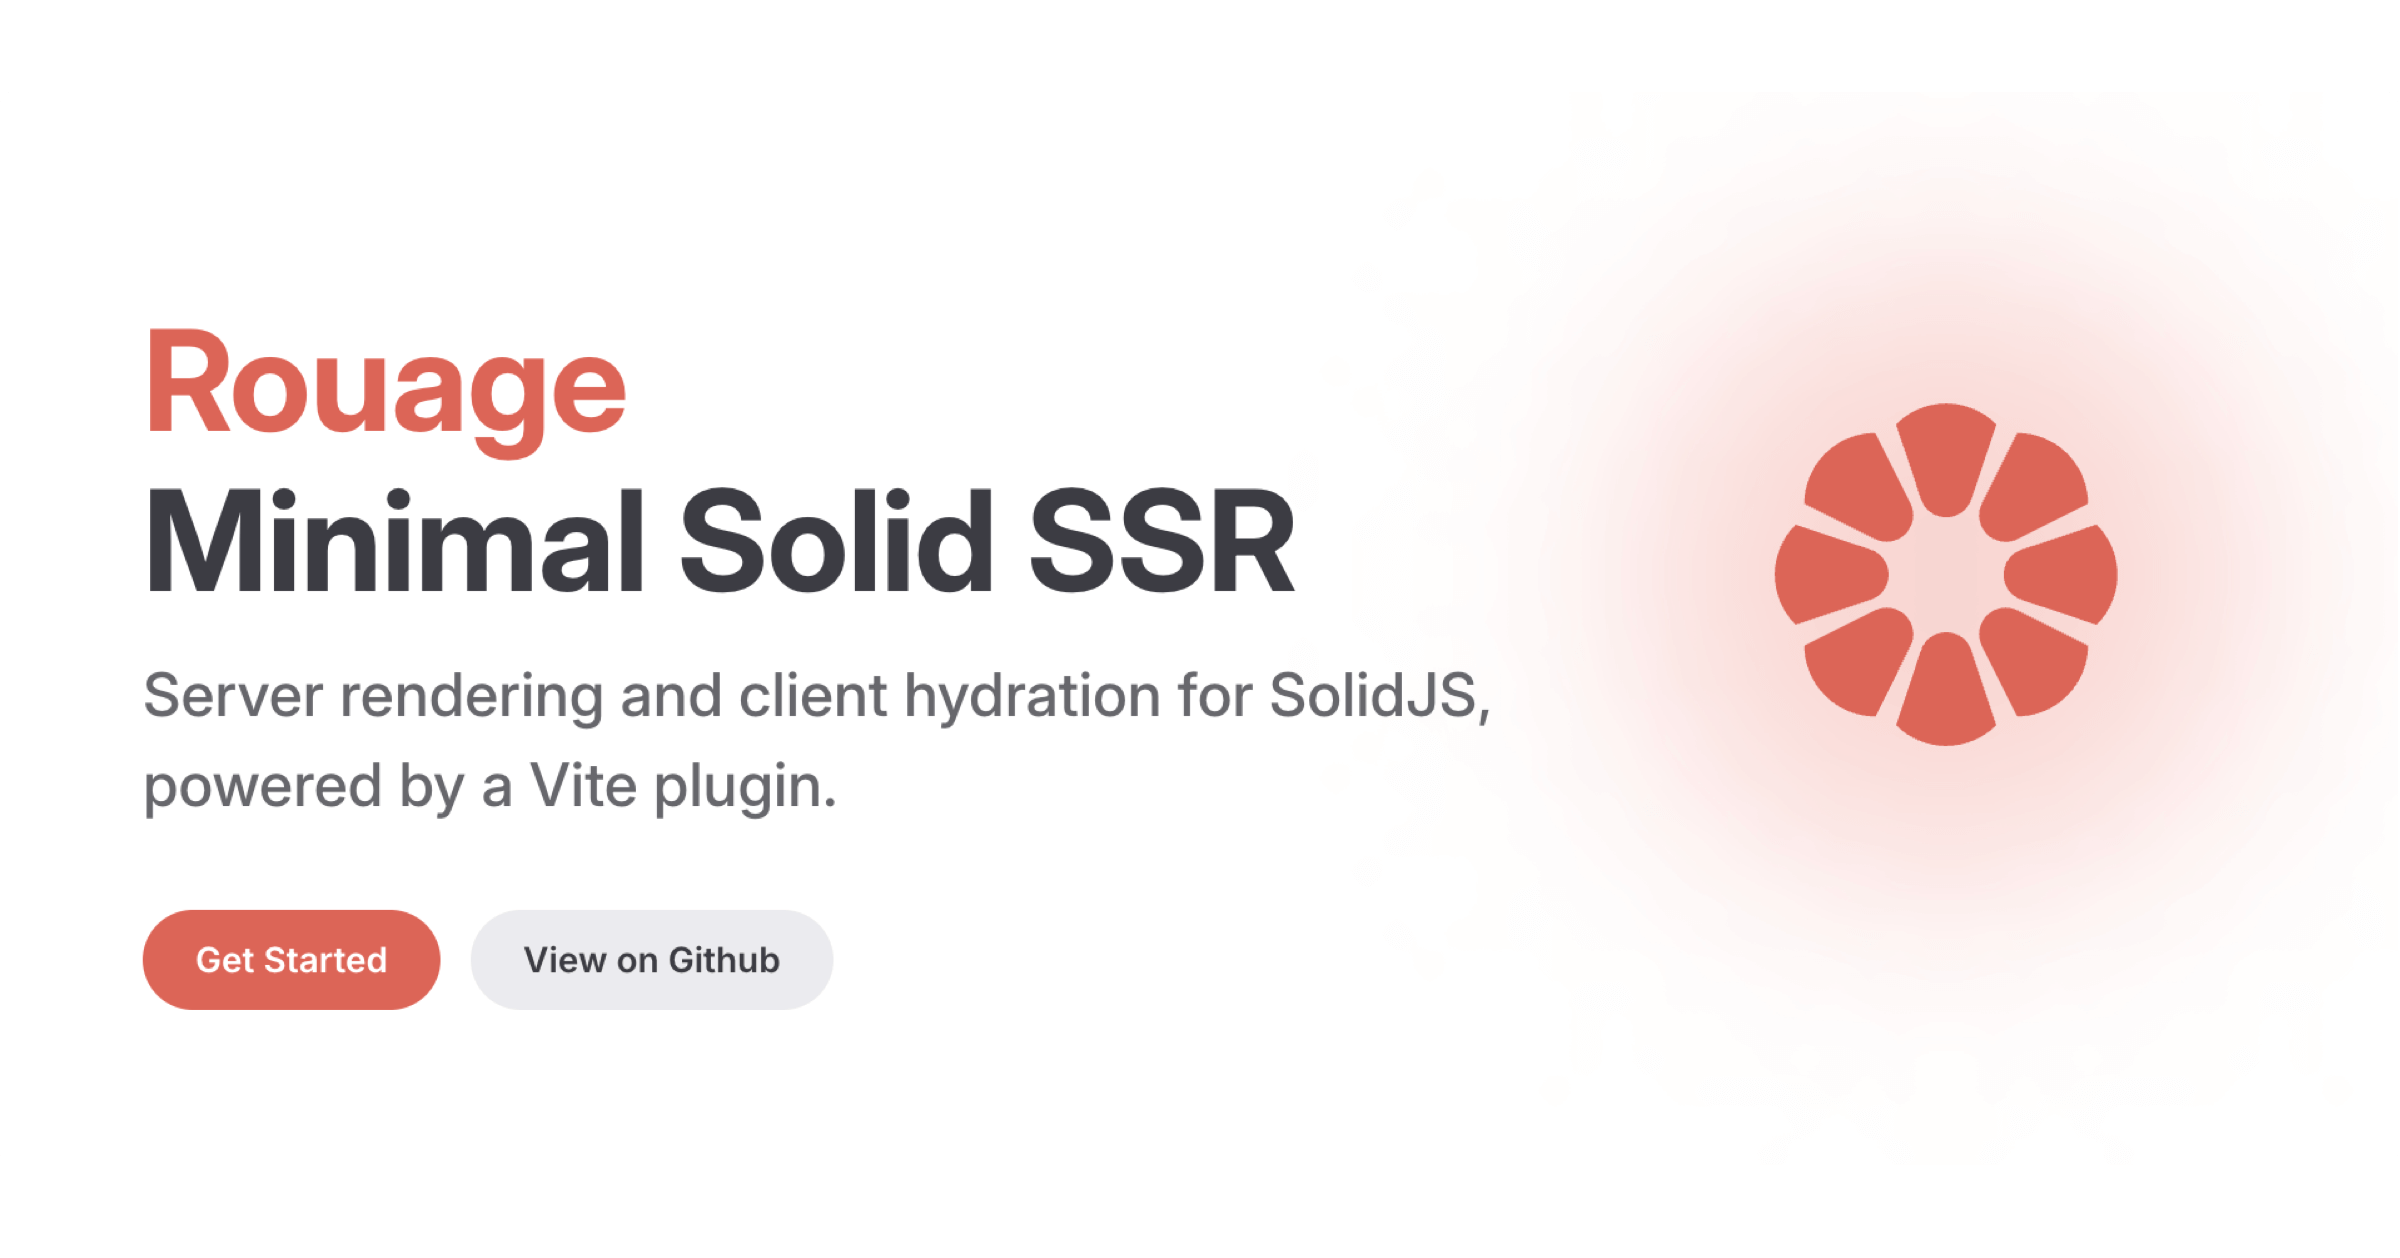 Rouage
Minimal Solid SSR
Server rendering and client hydration for SolidJS,
powered by a Vite plugin.
Get Started
View on Github